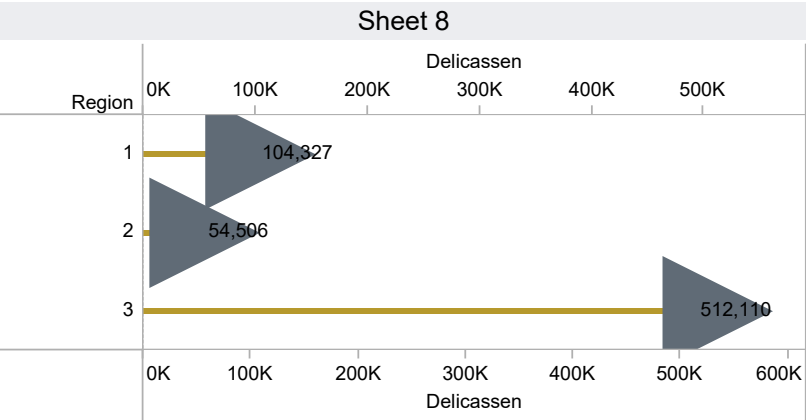 Sheet 8
Delicassen
0K 100K 200K 300K 400K 500K
Region
1 104,327
2 54,506
3 512,110
0K 100K 200K 300K 400K 500K 600K
Delicassen